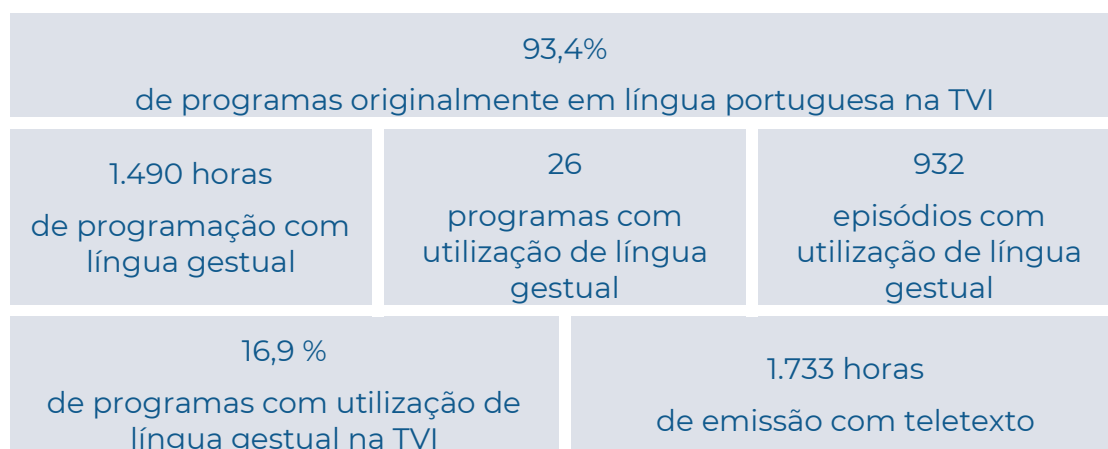 93,4%
de programas originalmente em língua portuguesa na TVI
1.490 horas
de programação com
língua gestual
26
programas com
utilização de língua
gestual
932
episódios com
utilização de língua
gestual
16,9 %
de programas com utilização de
língua gestual na TVI
1.733 horas
de emissão com teletexto